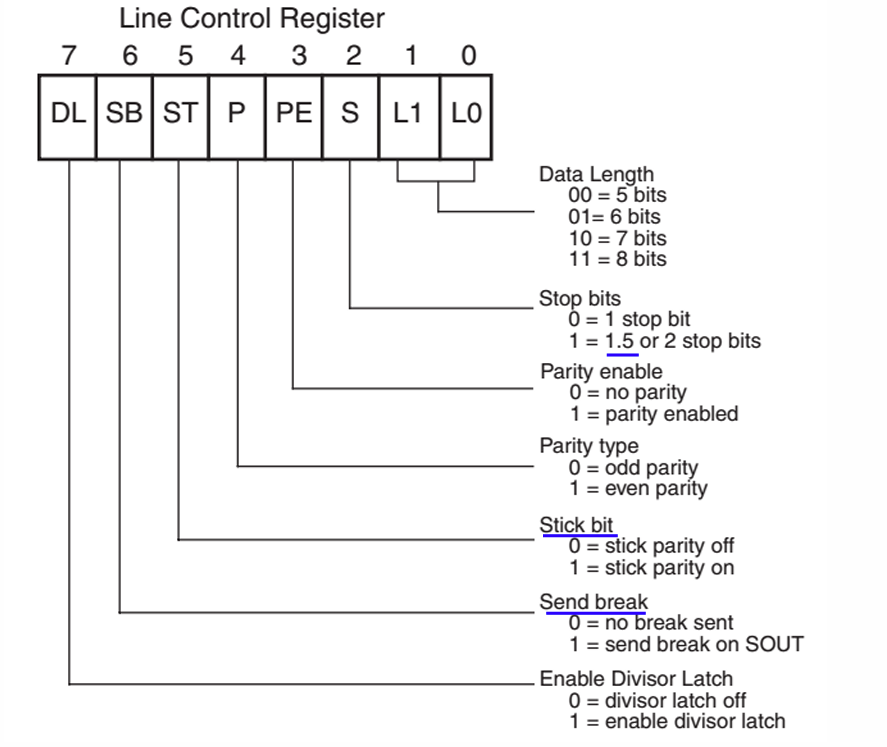 Line Control Register
7 6 5 4 3 2 1 0
DL SB ST P PE S L1 L0
Data Length
00 = 5 bits
01= 6 bits
10 = 7 bits
11 = 8 bits
Stop bits
0 = 1 stop bit
1 = 1.5 or 2 stop bits
Parity enable
0 = no parity
1 = parity enabled
Parity type
0 = odd parity
1 = even parity
Stick bit
0 = stick parity off
1 = stick parity on
Send break
0 = no break sent
1 = send break on SOUT
Enable Divisor Latch
0 = divisor latch off
1 = enable divisor latch